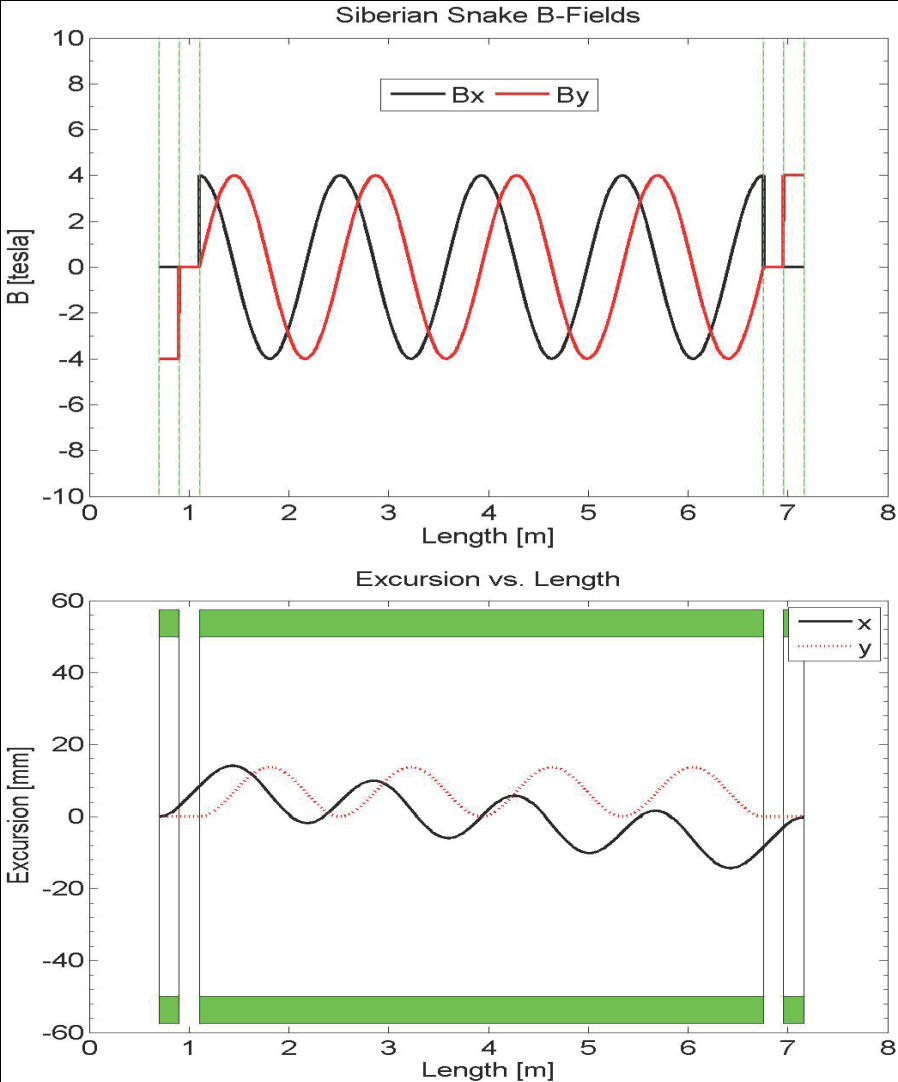 Siberian Snake B-Fields
10
8
6
4
2
0
-2
-4
-6
-8
-10
B [tesla]
Bx
By
0 1 2 3 4 5 6 7 8
Length [m]
Excursion vs. Length
60
40
20
0
-20
-40
-60
Excursion [mm]
x
y
0 1 2 3 4 5 6 7 8
Length [m]